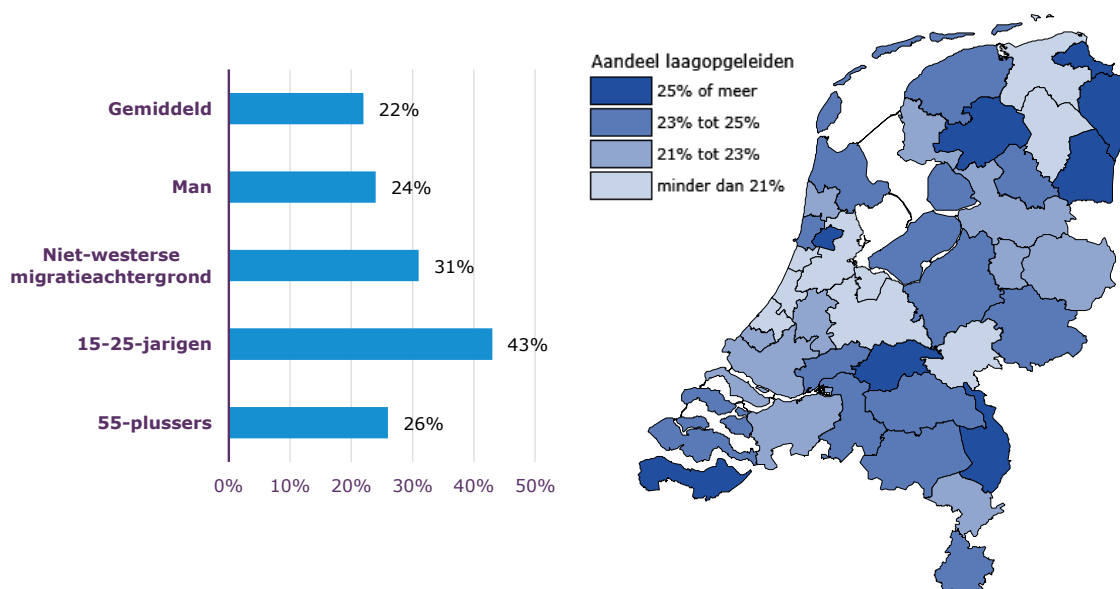 Gemiddeld
22%
Man
24%
Niet-westerse
migratieachtergrond
31%
15-25-jarigen
43%
55-plussers
26%
0%
10%
20%
30%
40%
50%
Aandeel laagopgeleiden
25% of meer
23% tot 25%
21% tot 23%
minder dan 21%